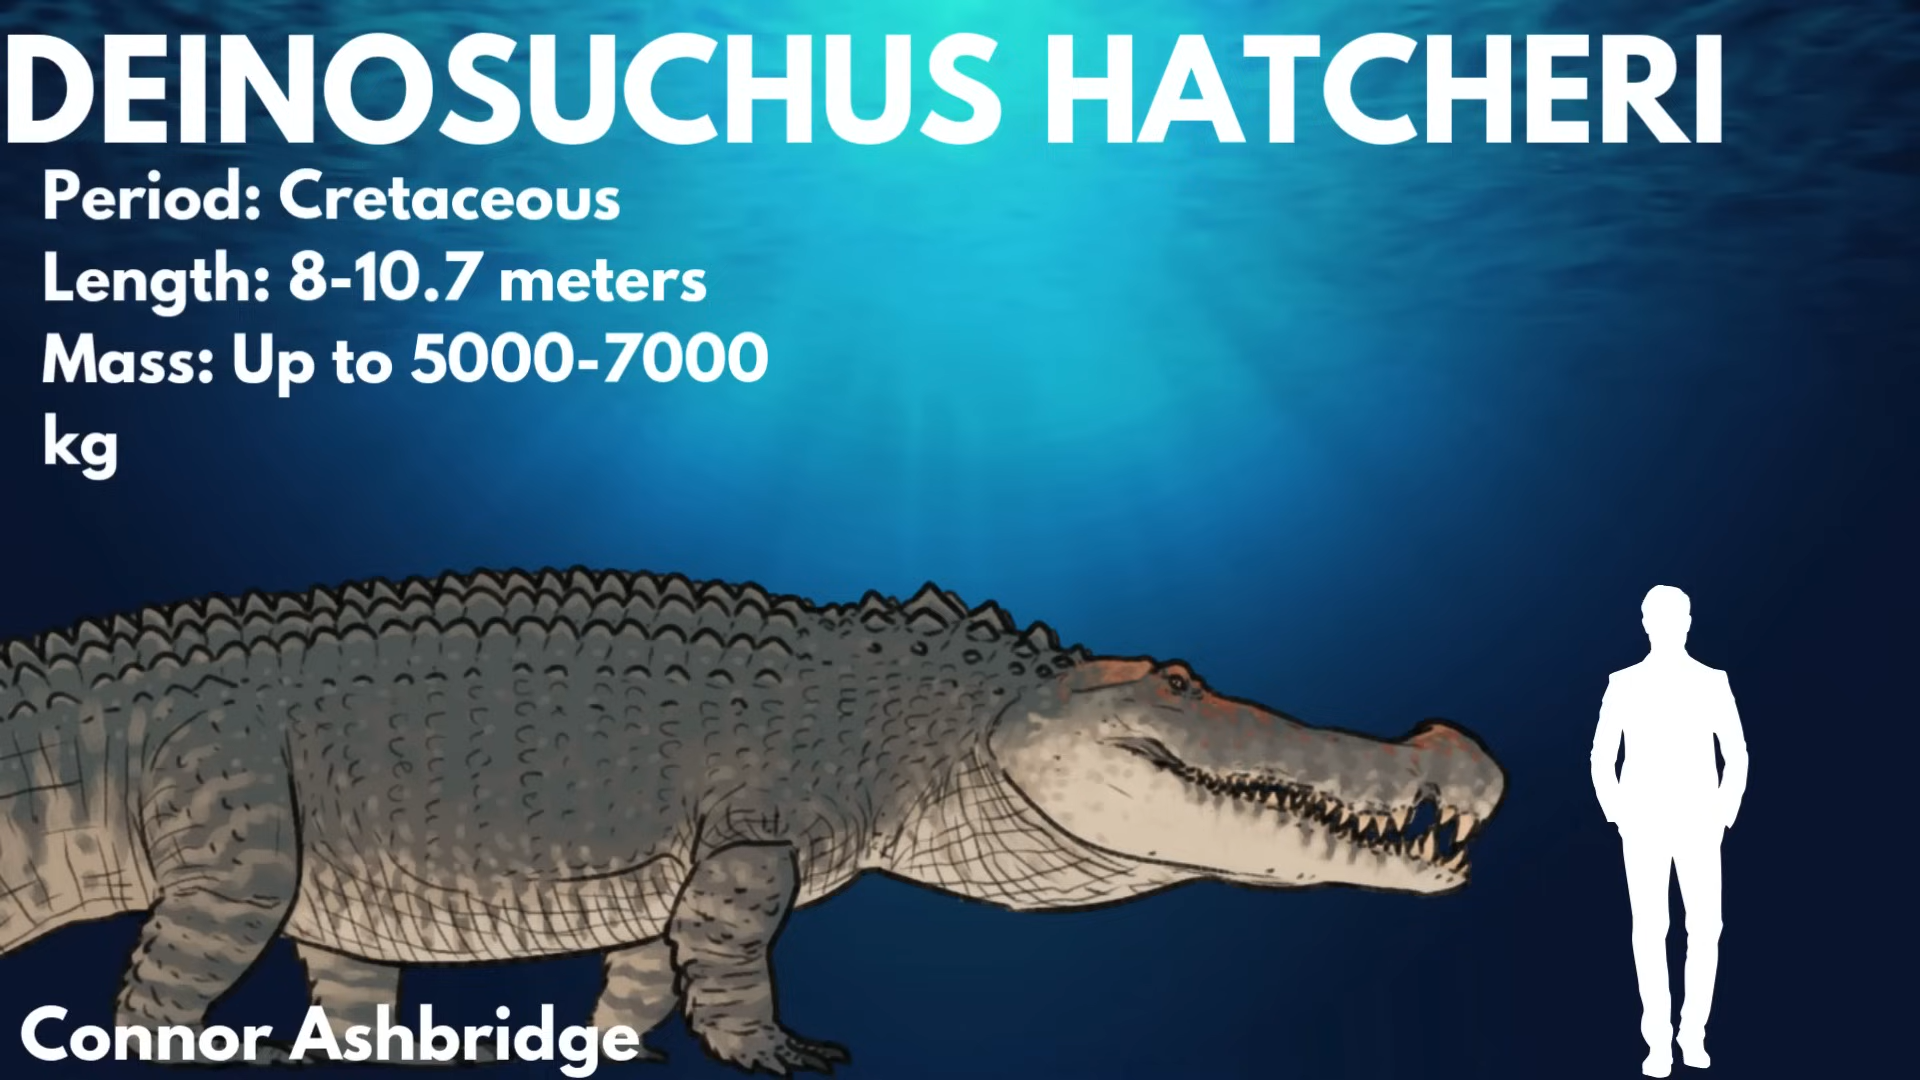 DEINOSUCHUS HATCHERI
Period: Cretaceous
Length: 8-10.7 meters
Mass: Up to 5000-7000
kg
Connor Ashbridge